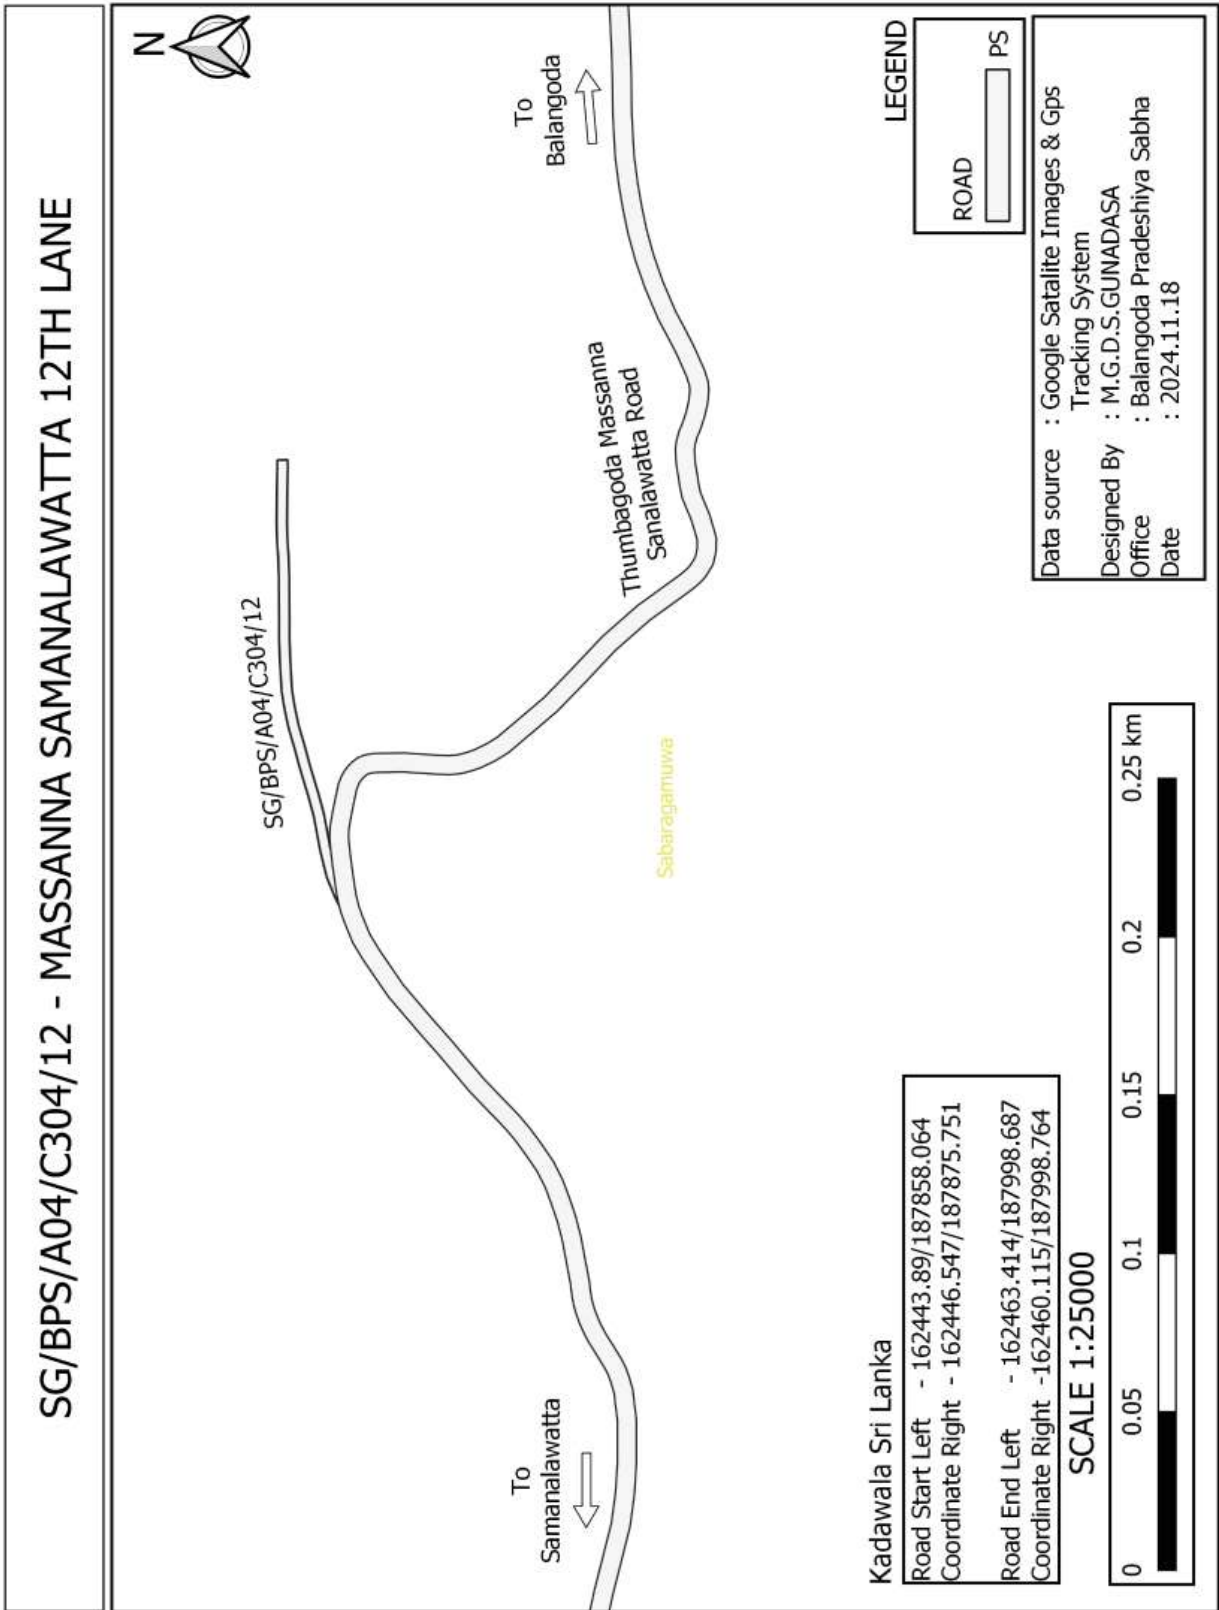 SG/BPS/A04/C304/12 - MASSANNA SAMANALAWATTA 12TH LANE
N
To
Balangoda
SG/BPS/A04/C304/12
Thumbagoda Massanna
Sanalawatta Road
To
Samanalawatta
Sabaragamuwa
Kadawala Sri Lanka
Road Start Left - 162443.89/187858.064
Coordinate Right - 162446.547/187875.751
Road End Left - 162463.414/187998.687
Coordinate Right -162460.115/187998.764
SCALE 1:25000
0 0.05 0.1 0.15 0.2 0.25 km
LEGEND
ROAD
PS
Data source : Google Satalite Images & Gps
Tracking System
Designed By : M.G.D.S.GUNADASA
Office : Balangoda Pradeshiya Sabha
Date : 2024.11.18